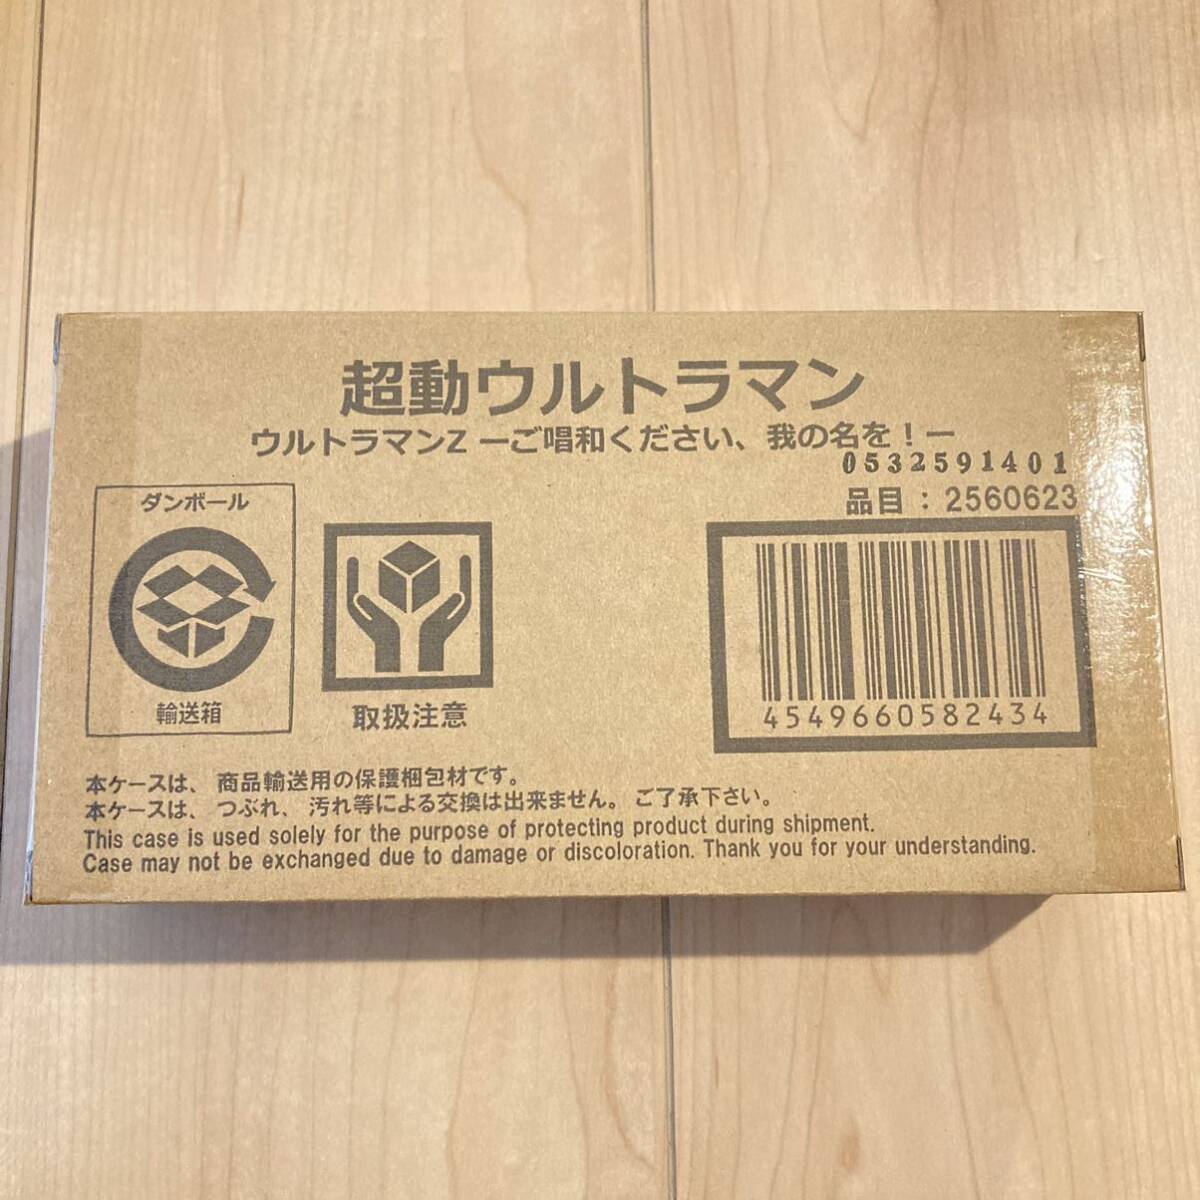 超動ウルトラマン
ウルトラマンZ ーご唱和ください、我の名を！ー
0532591401
品目：2560623
ダンボール
輸送箱
取扱注意
4549660582434
本ケースは、商品輸送用の保護梱包材です。
本ケースは、つぶれ、汚れ等による交換は出来ません。ご了承下さい。
This case is used solely for the purpose of protecting product during shipment.
Case may not be exchanged due to damage or discoloration. Thank you for your understanding.